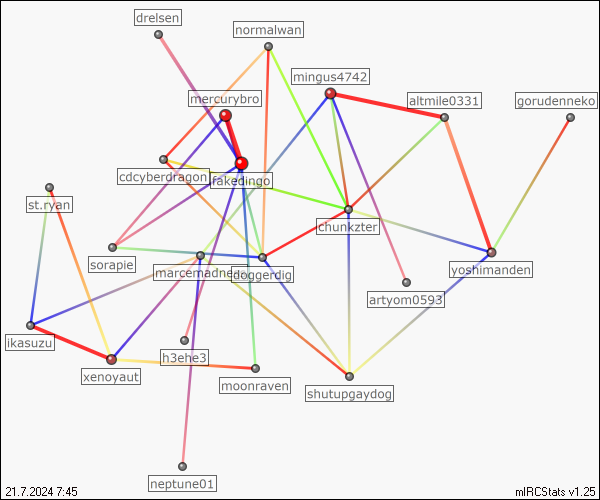 drelsen
normalwan
mingus4742
mercurybro
altmile0331
gorudenneko
cdcyberdragon
fakedingo
st.ryan
chunkzter
sorapie
doggerdig
yoshimanden
artyom0593
ikasuzu
h3ehe3
xenoyaut
moonraven
shutupgaydog
neptune01
21.7.2024 7:45
mIRCStats v1.25